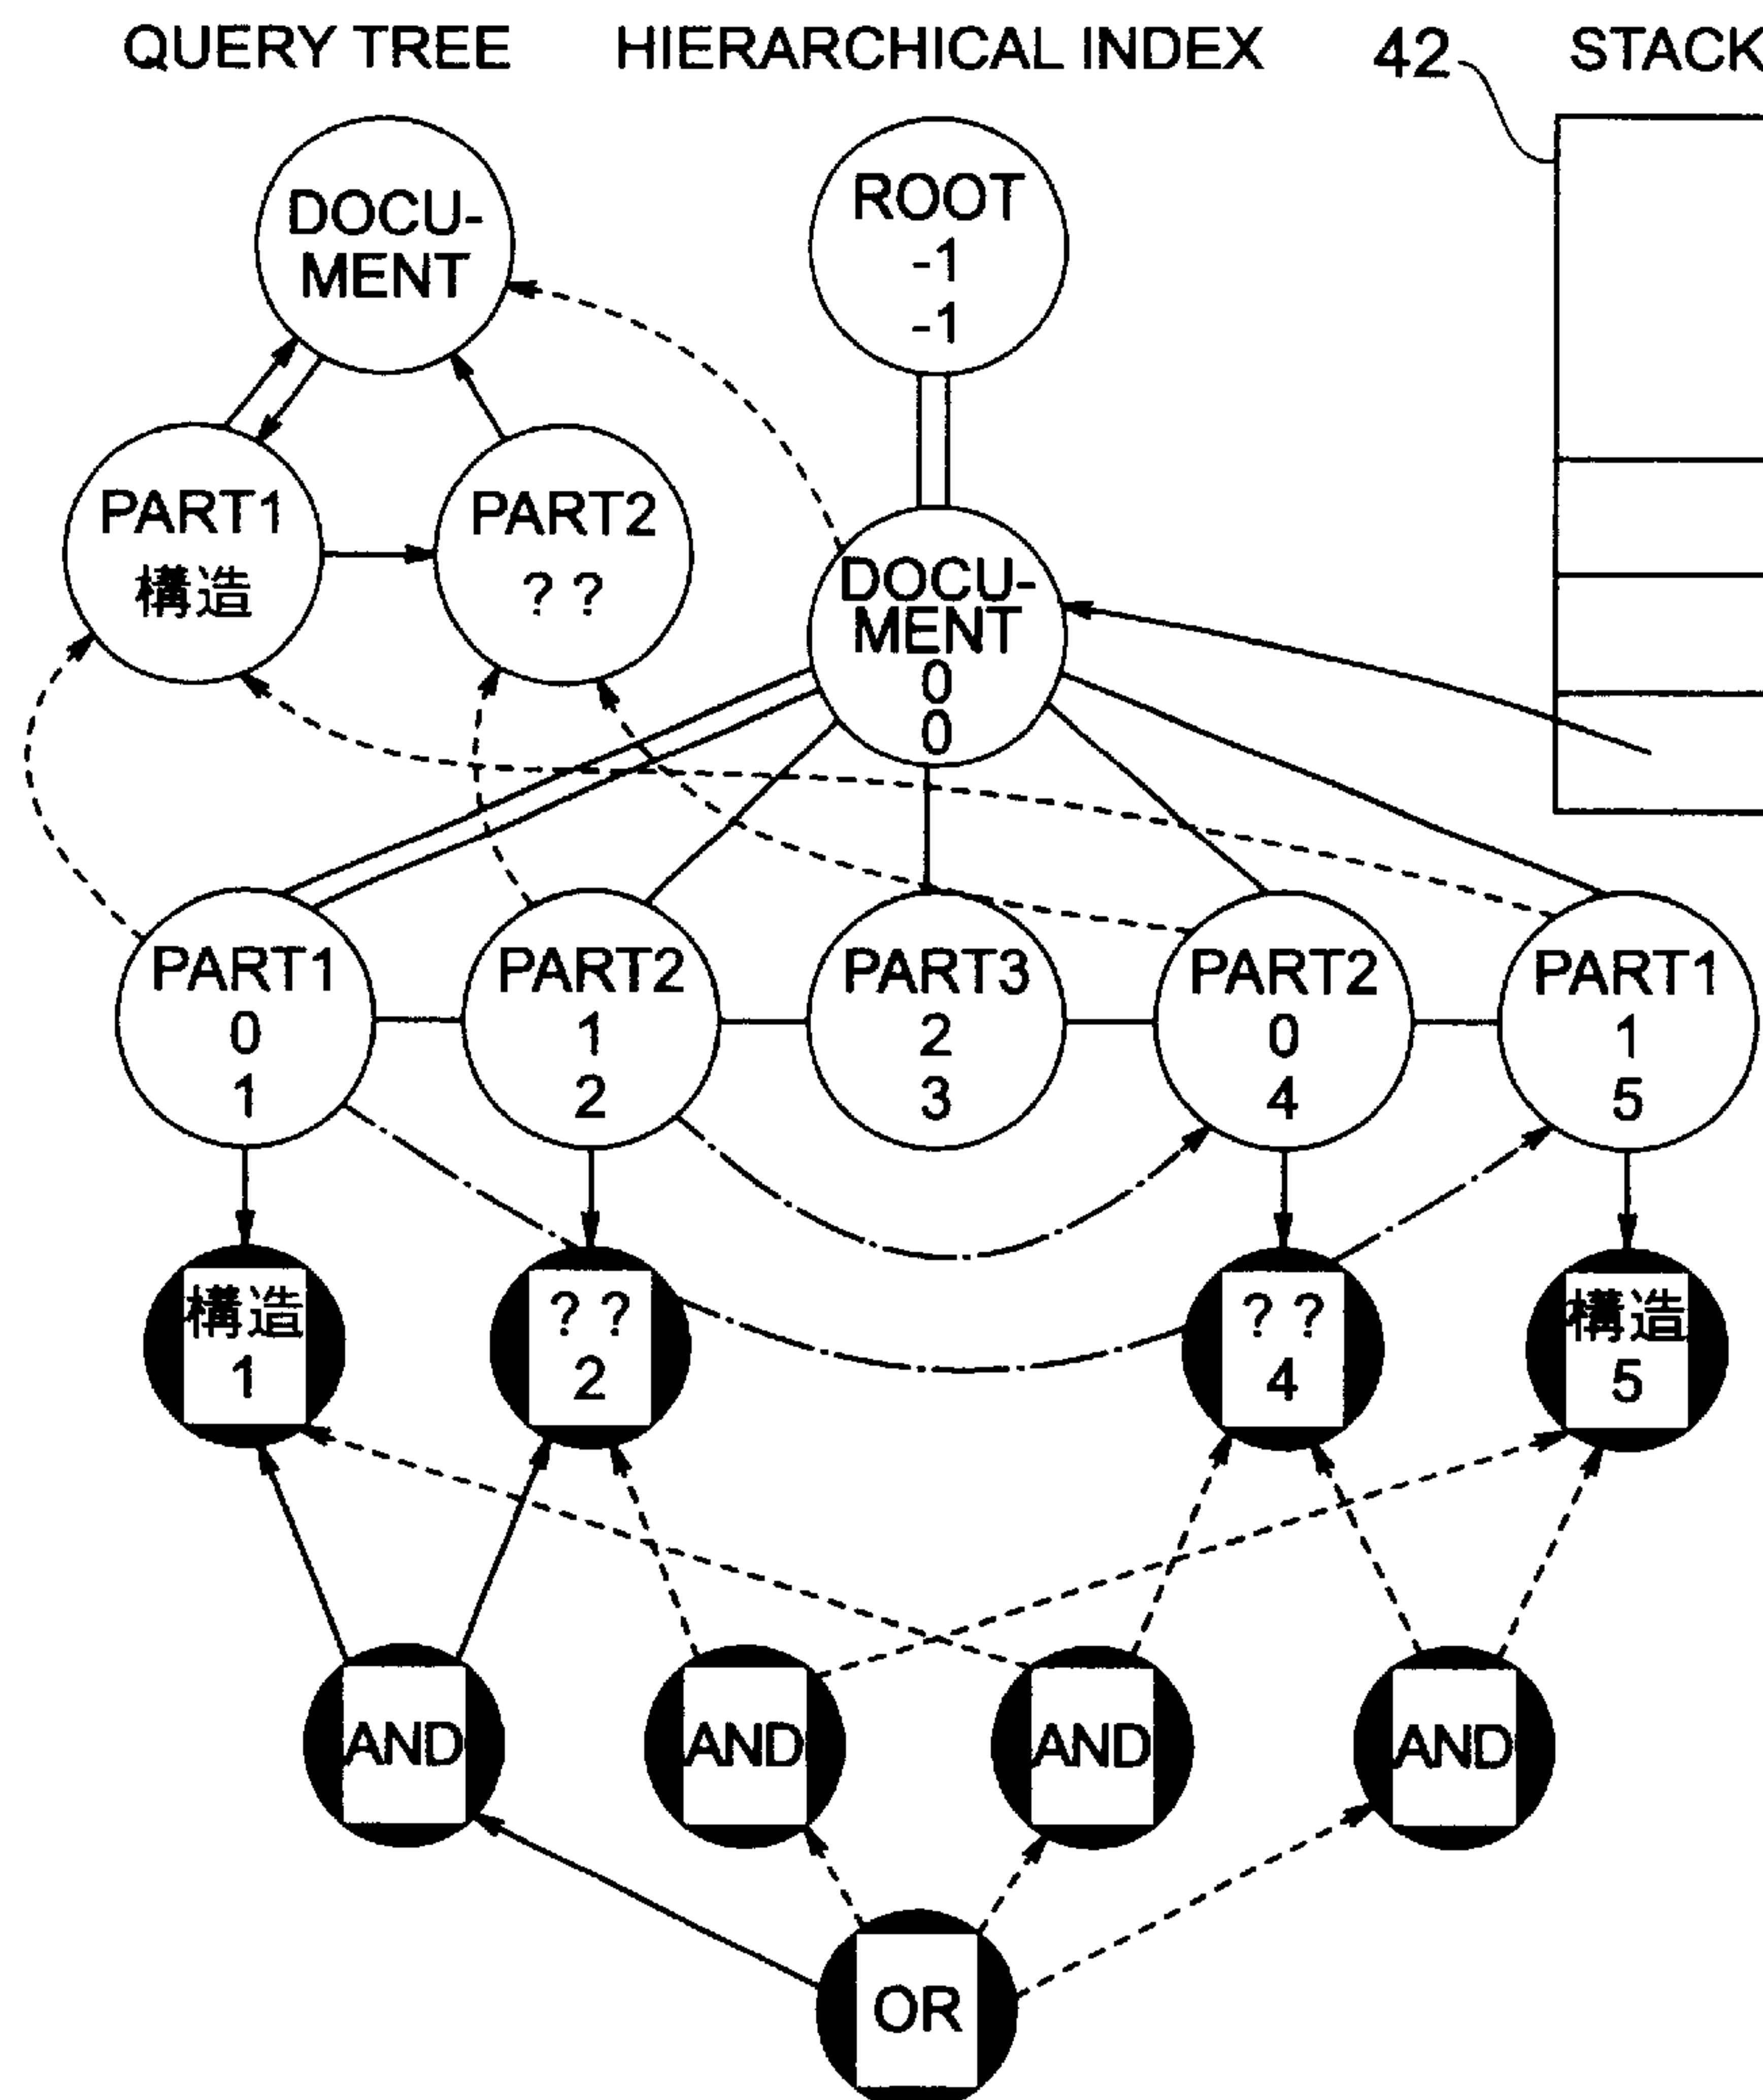 QUERY TREE
HIERARCHICAL INDEX
42
STACK
DOCU-
MENT
ROOT
-1
-1
PART1
構造
PART2
? ?
DOCU-
MENT
0
0
PART1
0
1
PART2
1
2
PART3
2
3
PART2
0
4
PART1
1
5
構造
1
? ?
2
? ?
4
構造
5
AND
AND
AND
AND
OR